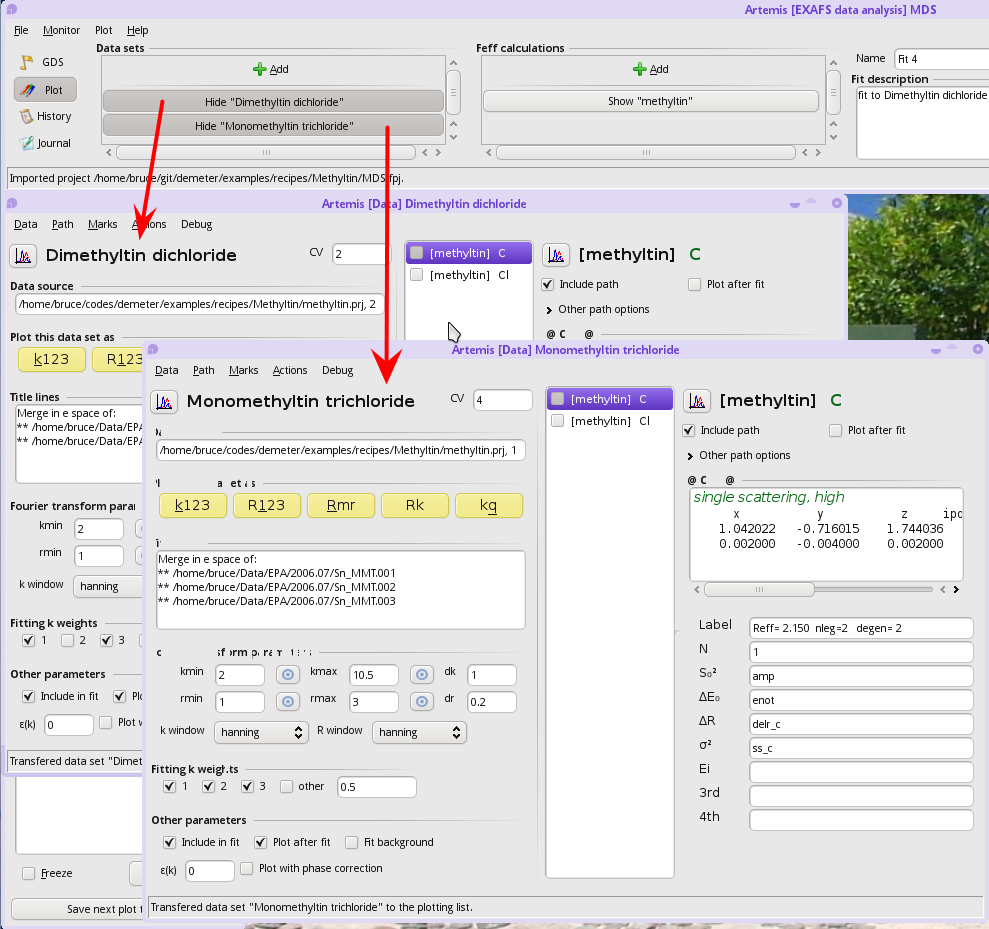 Artemis [EXAFS data analysis] MDS
File Monitor Plot Help
Data sets
Feff calculations
GDS
Plot
History
Journal
Add
Hide "Dimethyltin dichloride"
Hide "Monomethyltin trichloride"
Add
Show "methyltin"
Name Fit 4
Fit description
fit to Dimethyltin dichloride
Imported project /home/bruce/git/demeter/examples/recipes/Methyltin/MDS.fpj.
Artemis [Data] Dimethyltin dichloride
Data Path Marks Actions Debug
Dimethyltin dichloride
CV 2
Data source
/home/bruce/codes/demeter/examples/recipes/Methyltin/methyltin.prj, 2
Plot this data set as
k123 R123
Title lines
Merge in e space of:
** /home/bruce/Data/EPA
** /home/bruce/Data/EPA
Fourier transform parar
kmin 2
rmin 1
k window hanning
Fitting k weights
1 2 3
Other parameters
Include in fit
ε(k) 0 Plot
Transfered data set "Dimet
[methyltin] C
[methyltin] Cl
[methyltin] C
Include path Plot after fit
Other path options
@ C @
Freeze
Save next plot t
Artemis [Data] Monomethyltin trichloride
Data Path Marks Actions Debug
Monomethyltin trichloride
CV 4
/home/bruce/codes/demeter/examples/recipes/Methyltin/methyltin.prj, 1
k123 R123 Rmr Rk kq
Merge in e space of:
** /home/bruce/Data/EPA/2006.07/Sn_MMT.001
** /home/bruce/Data/EPA/2006.07/Sn_MMT.002
** /home/bruce/Data/EPA/2006.07/Sn_MMT.003
kmin 2 kmax 10.5 dk 1
rmin 1 rmax 3 dr 0.2
k window hanning R window hanning
Fitting k weights
1 2 3 other 0.5
Other parameters
Include in fit Plot after fit Fit background
ε(k) 0 Plot with phase correction
[methyltin] C
[methyltin] Cl
[methyltin] C
Include path Plot after fit
Other path options
@ C @
single scattering, high
x y z ipo
1.042022 -0.716015 1.744036
0.002000 -0.004000 0.002000
Label Reff= 2.150 nleg=2 degen= 2
N 1
S₀² amp
ΔE₀ enot
ΔR delr_c
σ² ss_c
Ei
3rd
4th
Transfered data set "Monomethyltin trichloride" to the plotting list.